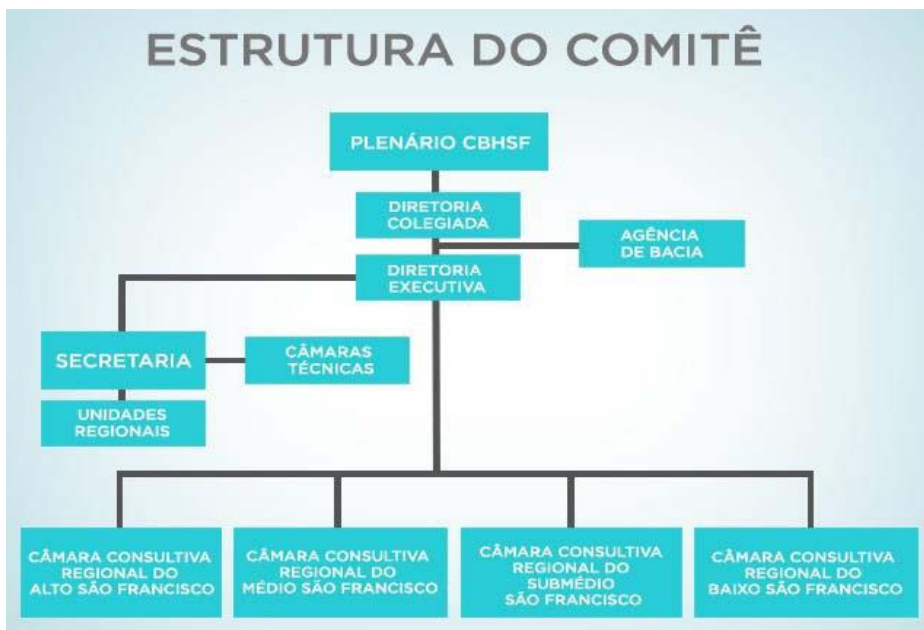 ESTRUTURA DO COMITÊ
PLENÁRIO CBHSF
DIRETORIA
COLEGIADA
AGÊNCIA
DE BACIA
DIRETORIA
EXECUTIVA
SECRETARIA
CÂMARAS
TÉCNICAS
UNIDADES
REGIONAIS
CÂMARA CONSULTIVA
REGIONAL DO
ALTO SÃO FRANCISCO
CÂMARA CONSULTIVA
REGIONAL DO
MÉDIO SÃO FRANCISCO
CÂMARA CONSULTIVA
REGIONAL DO
SUBMÉDIO
SÃO FRANCISCO
CÂMARA CONSULTIVA
REGIONAL DO
BAIXO SÃO FRANCISCO